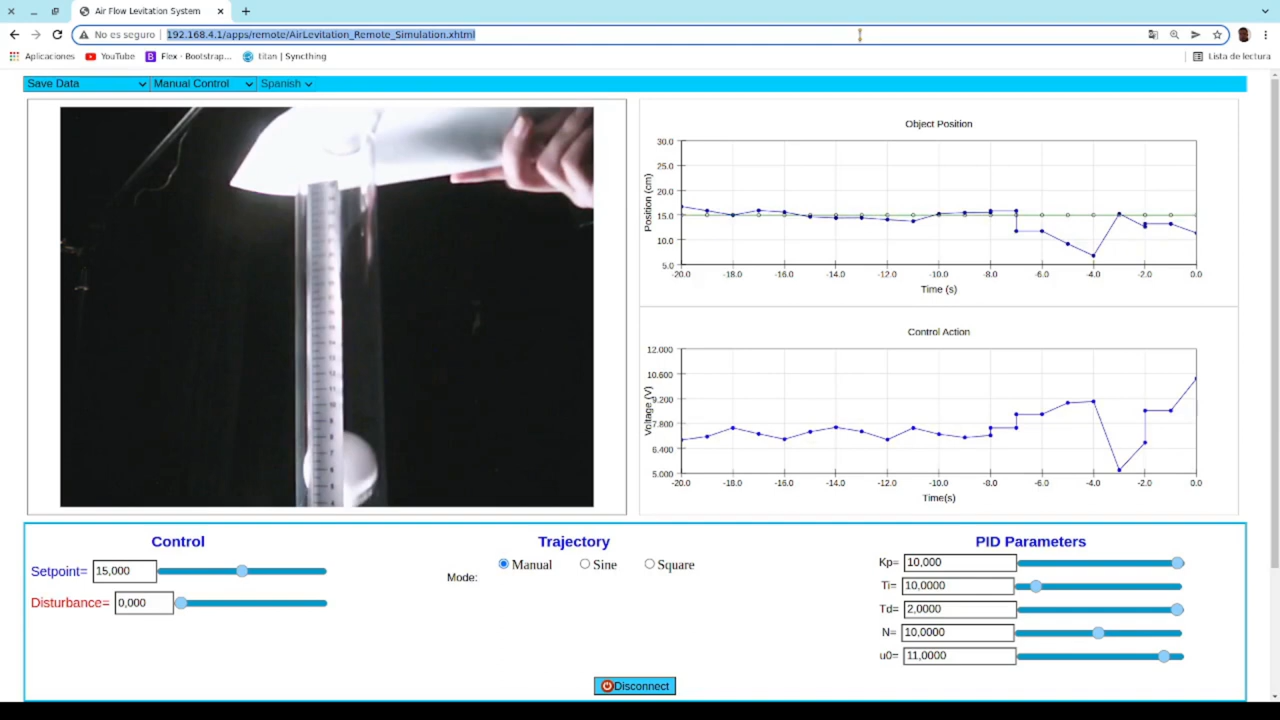 Air Flow Levitation System
No es seguro
192.168.4.1/apps/remote/AirLevitation_Remote_Simulation.xhtml
Aplicaciones
YouTube
Flex - Bootstrap...
titan | Syncthing
Lista de lectura
Save Data
Manual Control
Spanish
Object Position
Position (cm)
30.0
25.0
20.0
15.0
10.0
5.0
-20.0 -18.0 -16.0 -14.0 -12.0 -10.0 -8.0 -6.0 -4.0 -2.0 0.0
Time (s)
Control Action
Voltage (V)
12.000
10.600
9.200
7.800
6.400
5.000
-20.0 -18.0 -16.0 -14.0 -12.0 -10.0 -8.0 -6.0 -4.0 -2.0 0.0
Time(s)
Control
Setpoint= 15,000
Disturbance= 0,000
Trajectory
Mode: Manual Sine Square
PID Parameters
Kp= 10,000
Ti= 10,0000
Td= 2,0000
N= 10,0000
u0= 11,0000
Disconnect